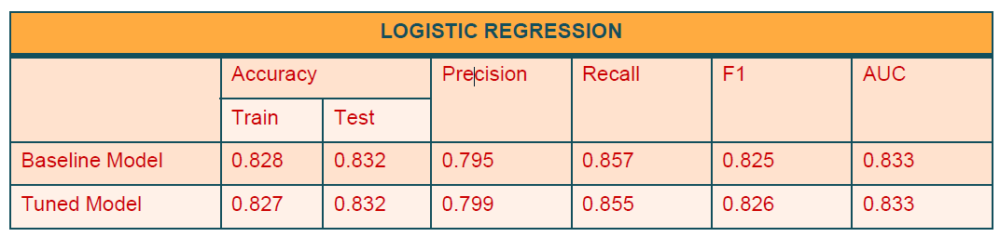 LOGISTIC REGRESSION
Accuracy Precision Recall F1 AUC
Train Test
Baseline Model 0.828 0.832 0.795 0.857 0.825 0.833
Tuned Model 0.827 0.832 0.799 0.855 0.826 0.833